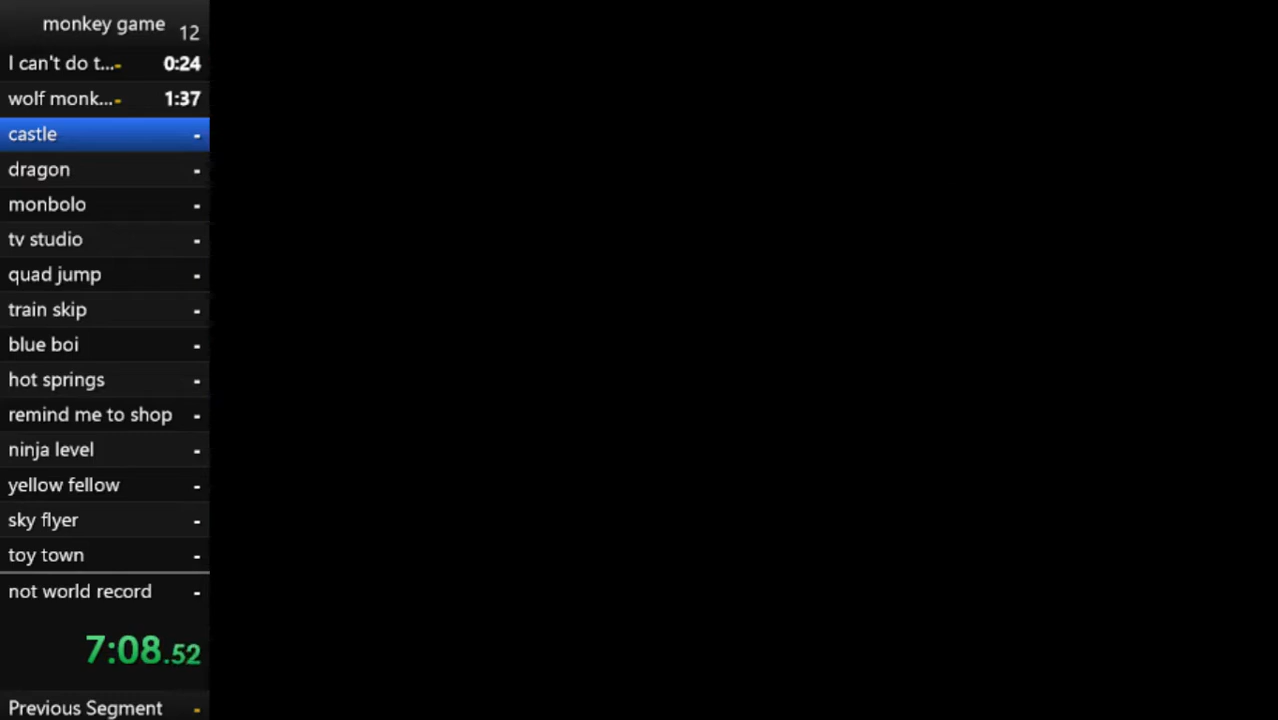 monkey game 12
I can't do t...- 0:24
wolf monk...- 1:37
castle -
dragon -
monbolo -
tv studio -
quad jump -
train skip -
blue boi -
hot springs -
remind me to shop -
ninja level -
yellow fellow -
sky flyer -
toy town -
not world record -
7:08.52
Previous Segment -